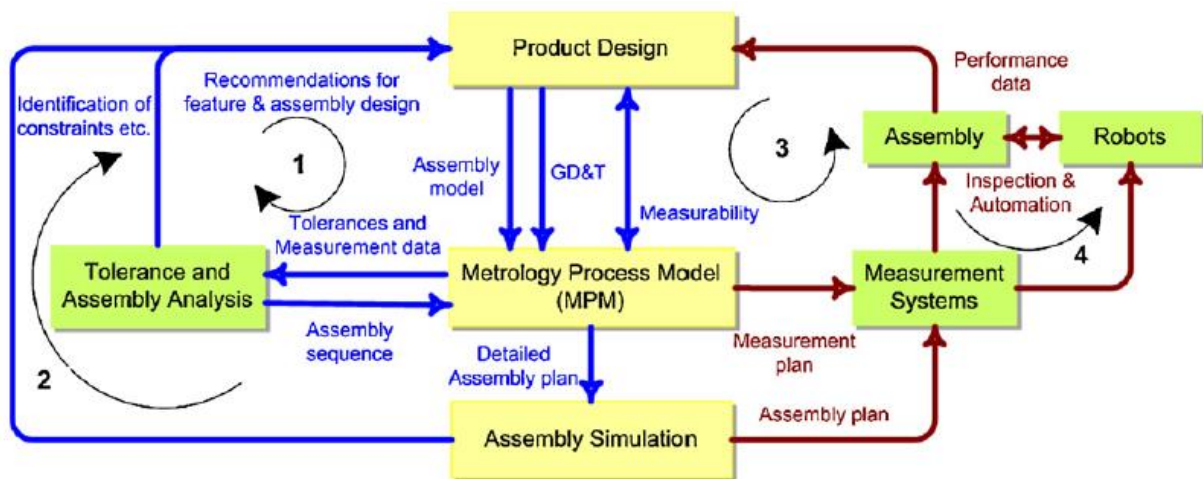 Product Design
Recommendations for
feature & assembly design
Identification of
constraints etc.
1
Assembly
model
GD&T
Measurability
3
Performance
data
Assembly
Robots
Inspection &
Automation
4
Tolerances and
Measurement data
Tolerance and
Assembly Analysis
Metrology Process Model
(MPM)
Measurement
Systems
Assembly
sequence
2
Detailed
Assembly plan
Measurement
plan
Assembly Simulation
Assembly plan